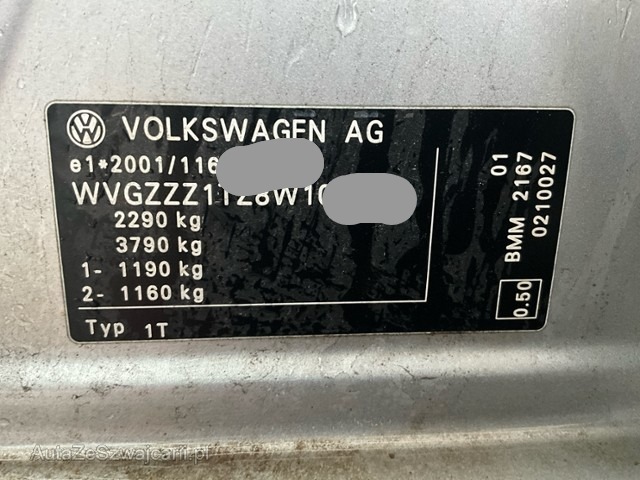 VOLKSWAGEN AG
e1*2001/116
WVGZZZ1TZ8W10
2290 kg
3790 kg
1- 1190 kg
2- 1160 kg
Typ 1T
01
BMM 2167
0210027
0.50
AutaZeSzwajcarii.pl